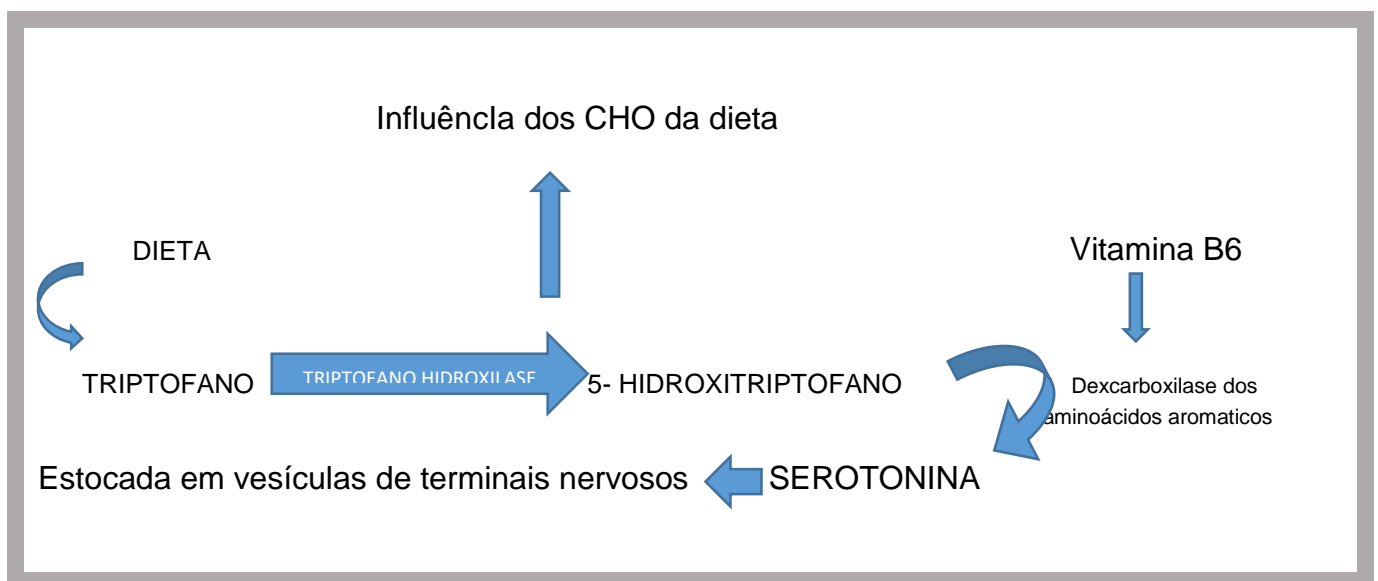 Influêncla dos CHO da dieta
DIETA
Vitamina B6
TRIPTOFANO
TRIPTOFANO HIDROXILASE
5- HIDROXITRIPTOFANO
Dexcarboxilase dos
aminoácidos aromaticos
Estocada em vesículas de terminais nervosos
SEROTONINA